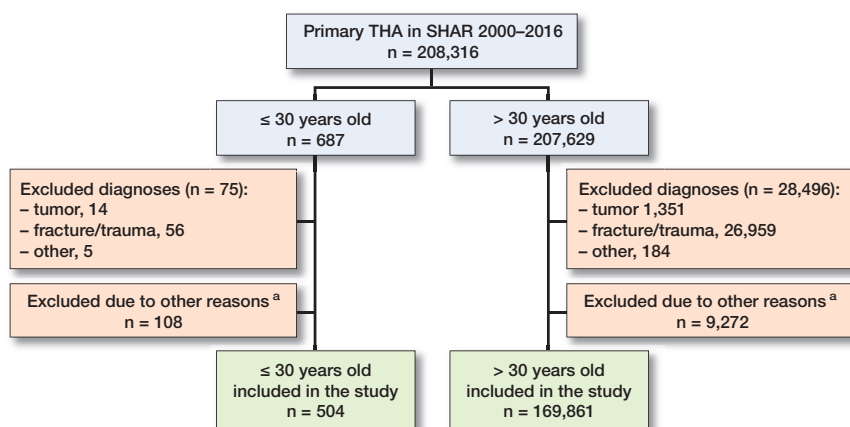 Primary THA in SHAR 2000–2016
n = 208,316
≤ 30 years old
n = 687
> 30 years old
n = 207,629
Excluded diagnoses (n = 75):
– tumor, 14
– fracture/trauma, 56
– other, 5
Excluded diagnoses (n = 28,496):
– tumor 1,351
– fracture/trauma, 26,959
– other, 184
Excluded due to other reasons a
n = 108
Excluded due to other reasons a
n = 9,272
≤ 30 years old
included in the study
n = 504
> 30 years old
included in the study
n = 169,861